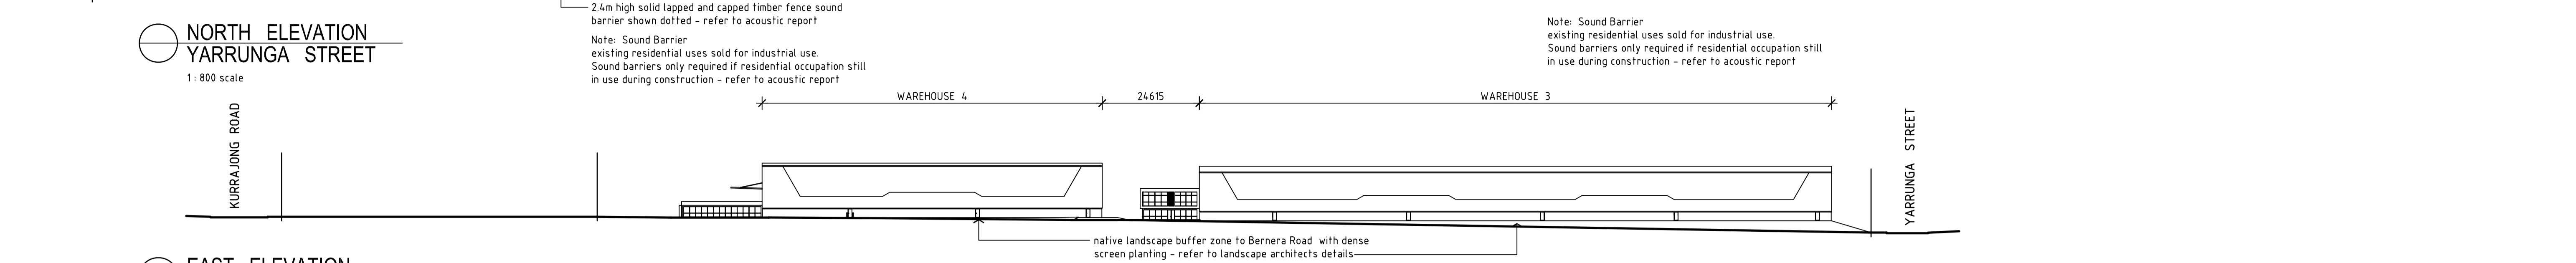 2.4m high solid lapped and capped timber fence sound
barrier shown dotted - refer to acoustic report
NORTH ELEVATION
YARRUNGA STREET
1 : 800 scale
Note: Sound Barrier
existing residential uses sold for industrial use.
Sound barriers only required if residential occupation still
in use during construction - refer to acoustic report
Note: Sound Barrier
existing residential uses sold for industrial use.
Sound barriers only required if residential occupation still
in use during construction - refer to acoustic report
KURRAJONG ROAD
WAREHOUSE 4
24615
WAREHOUSE 3
YARRUNGA STREET
native landscape buffer zone to Bernera Road with dense
screen planting - refer to landscape architects details
EAST ELEVATION